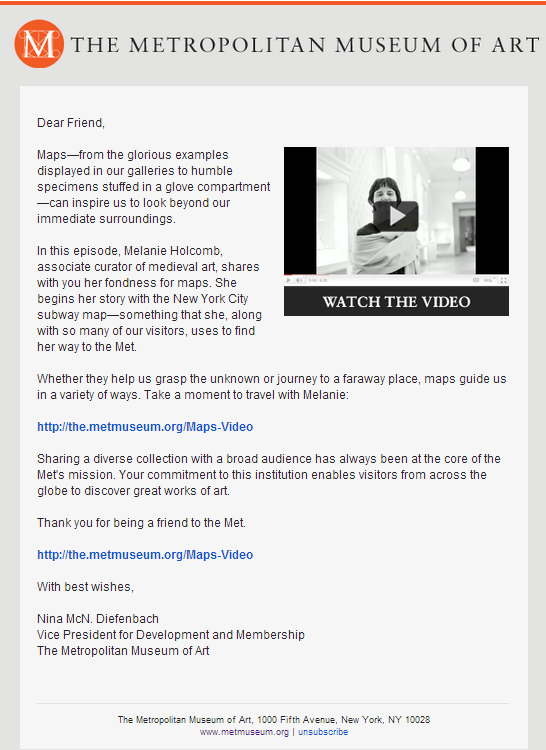 M THE METROPOLITAN MUSEUM OF ART
Dear Friend,
Maps—from the glorious examples
displayed in our galleries to humble
specimens stuffed in a glove compartment
—can inspire us to look beyond our
immediate surroundings.
In this episode, Melanie Holcomb,
associate curator of medieval art, shares
with you her fondness for maps. She
begins her story with the New York City
subway map—something that she, along
with so many of our visitors, uses to find
her way to the Met.
WATCH THE VIDEO
Whether they help us grasp the unknown or journey to a faraway place, maps guide us
in a variety of ways. Take a moment to travel with Melanie:
http://the.metmuseum.org/Maps-Video
Sharing a diverse collection with a broad audience has always been at the core of the
Met's mission. Your commitment to this institution enables visitors from across the
globe to discover great works of art.
Thank you for being a friend to the Met.
http://the.metmuseum.org/Maps-Video
With best wishes,
Nina McN. Diefenbach
Vice President for Development and Membership
The Metropolitan Museum of Art
The Metropolitan Museum of Art, 1000 Fifth Avenue, New York, NY 10028
www.metmuseum.org | unsubscribe